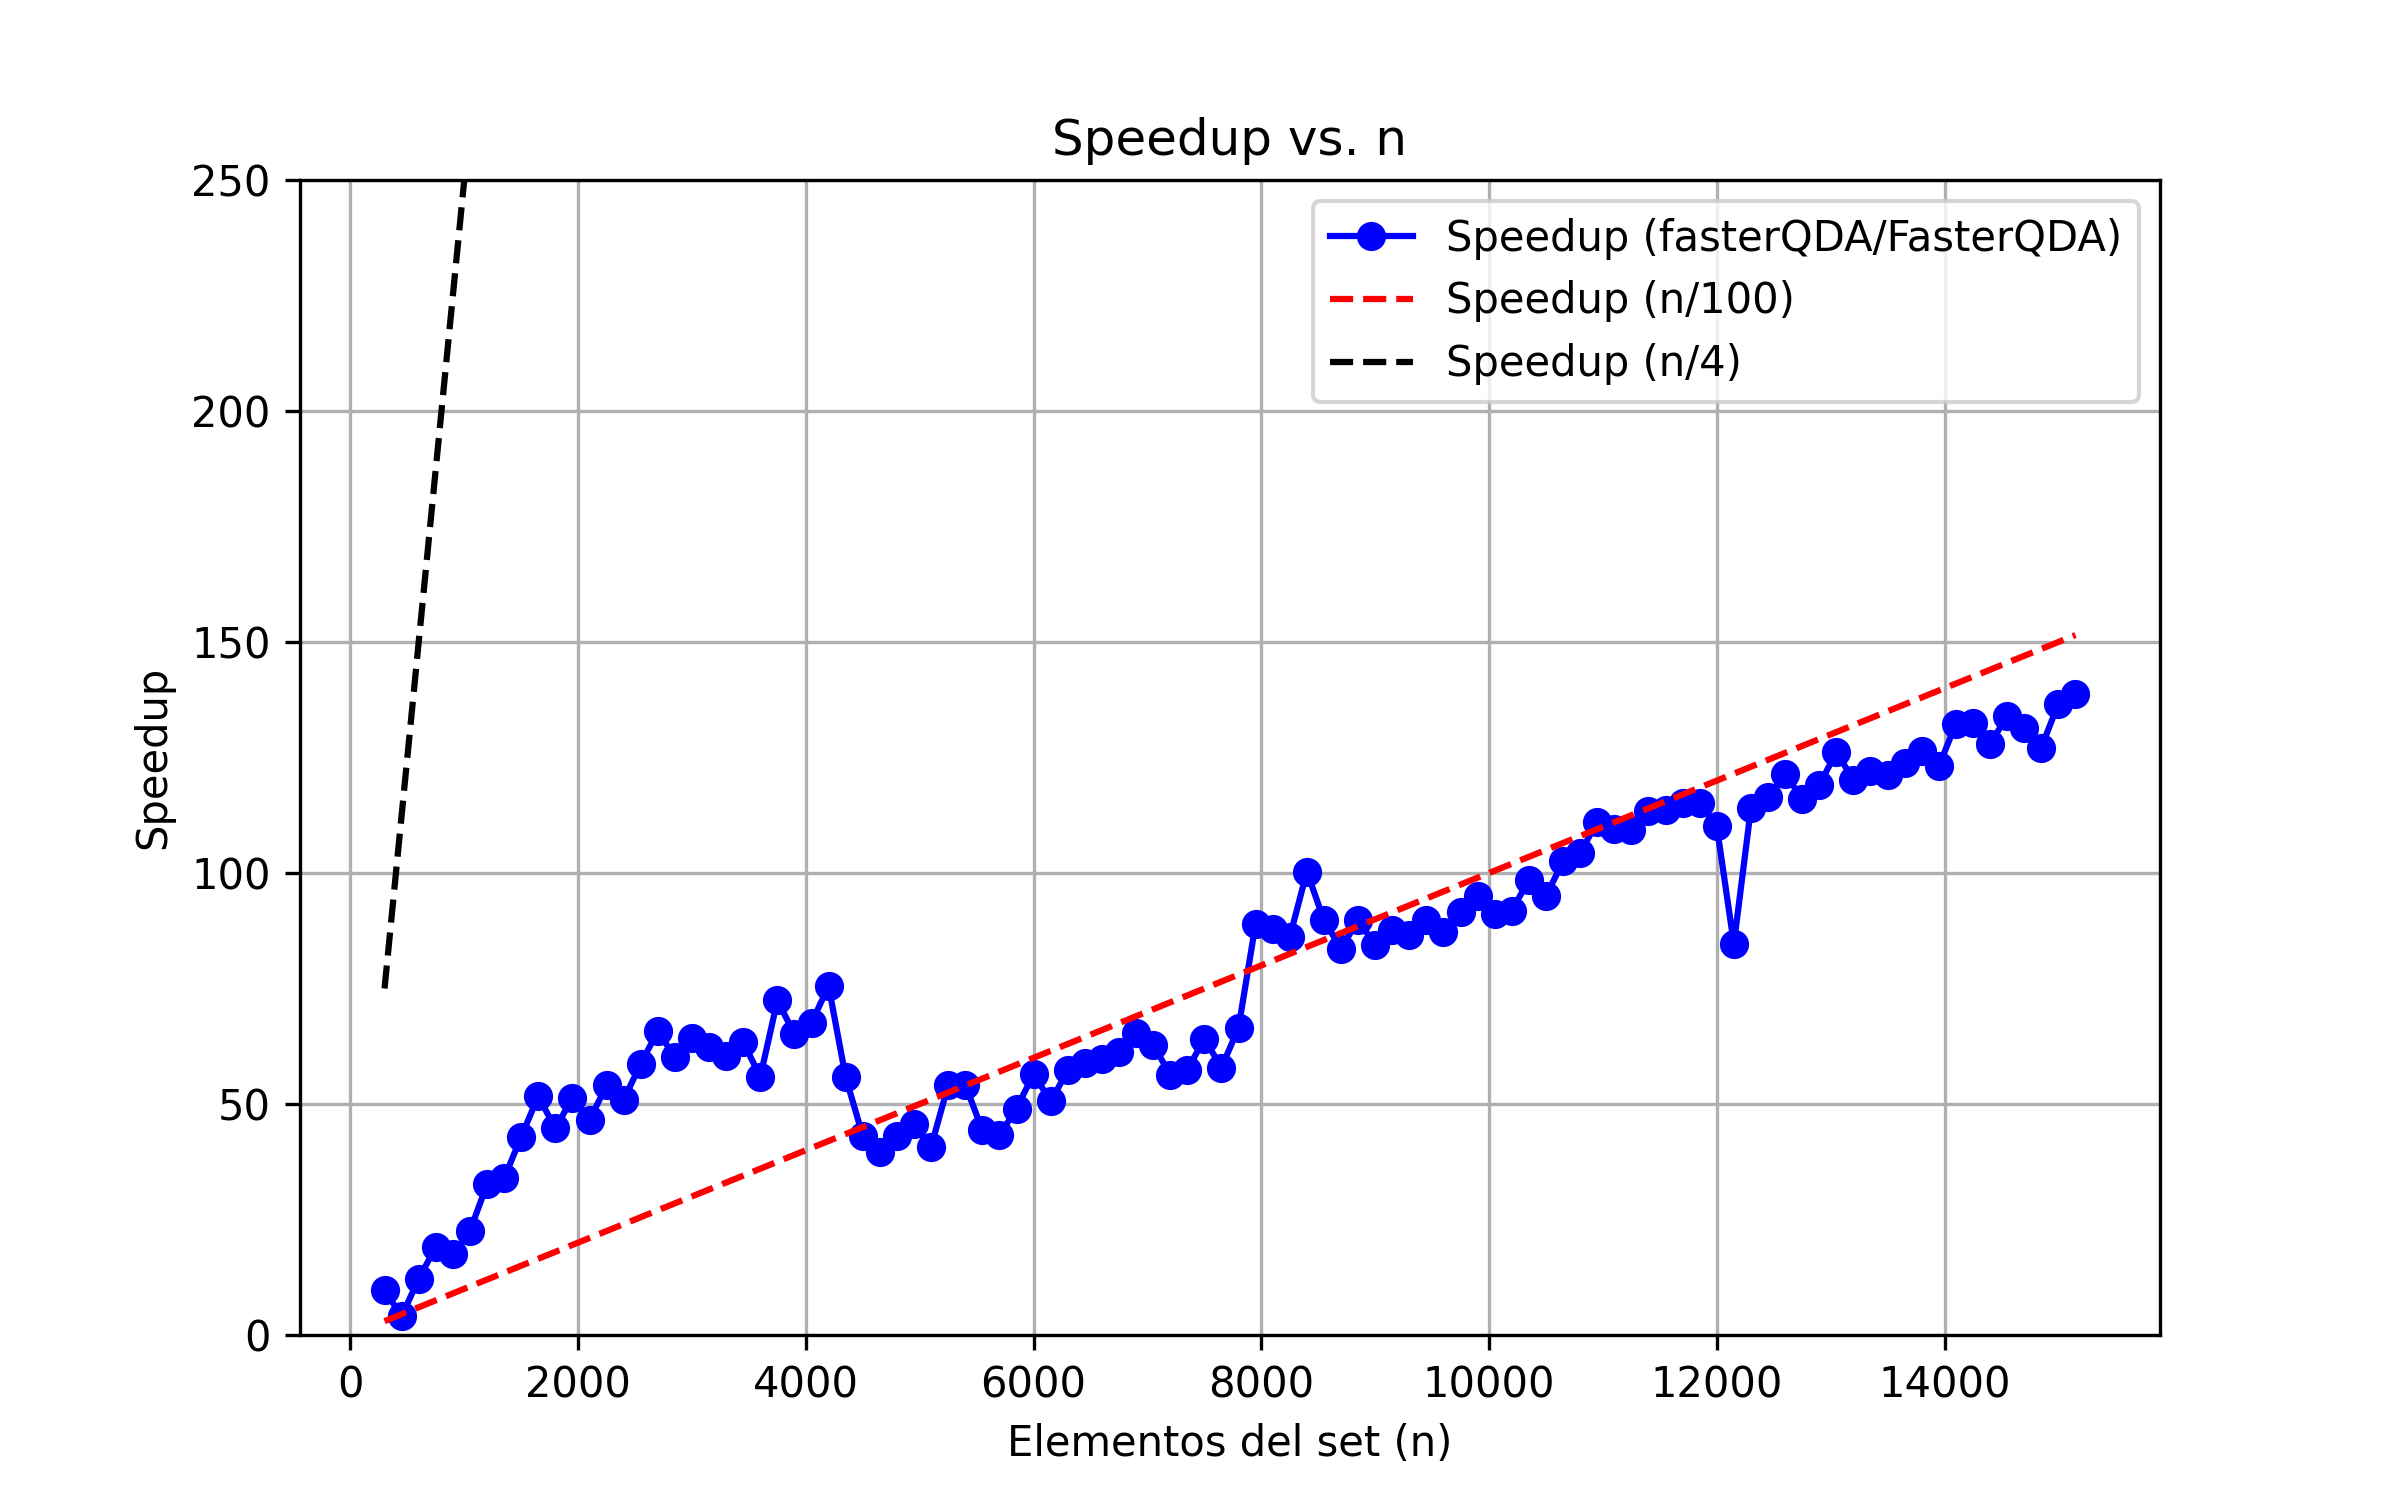 Speedup vs. n
Speedup (fasterQDA/FasterQDA)
Speedup (n/100)
Speedup (n/4)
Speedup
250
200
150
100
50
0
0 2000 4000 6000 8000 10000 12000 14000
Elementos del set (n)